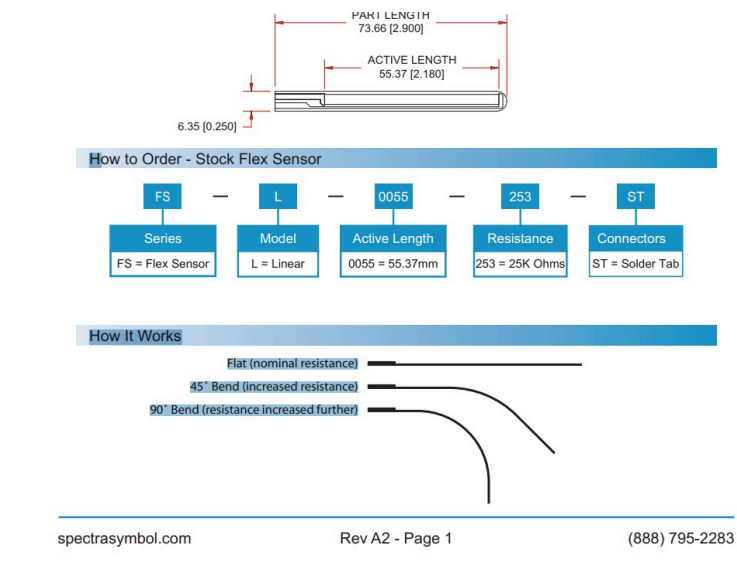 PART LENGTH
73.66 [2.900]
ACTIVE LENGTH
55.37 [2.180]
6.35 [0.250]
How to Order - Stock Flex Sensor
FS — L — 0055 — 253 — ST
Series Model Active Length Resistance Connectors
FS = Flex Sensor L = Linear 0055 = 55.37mm 253 = 25K Ohms ST = Solder Tab
How It Works
Flat (nominal resistance)
45˚ Bend (increased resistance)
90˚ Bend (resistance increased further)
spectrasymbol.com Rev A2 - Page 1 (888) 795-2283